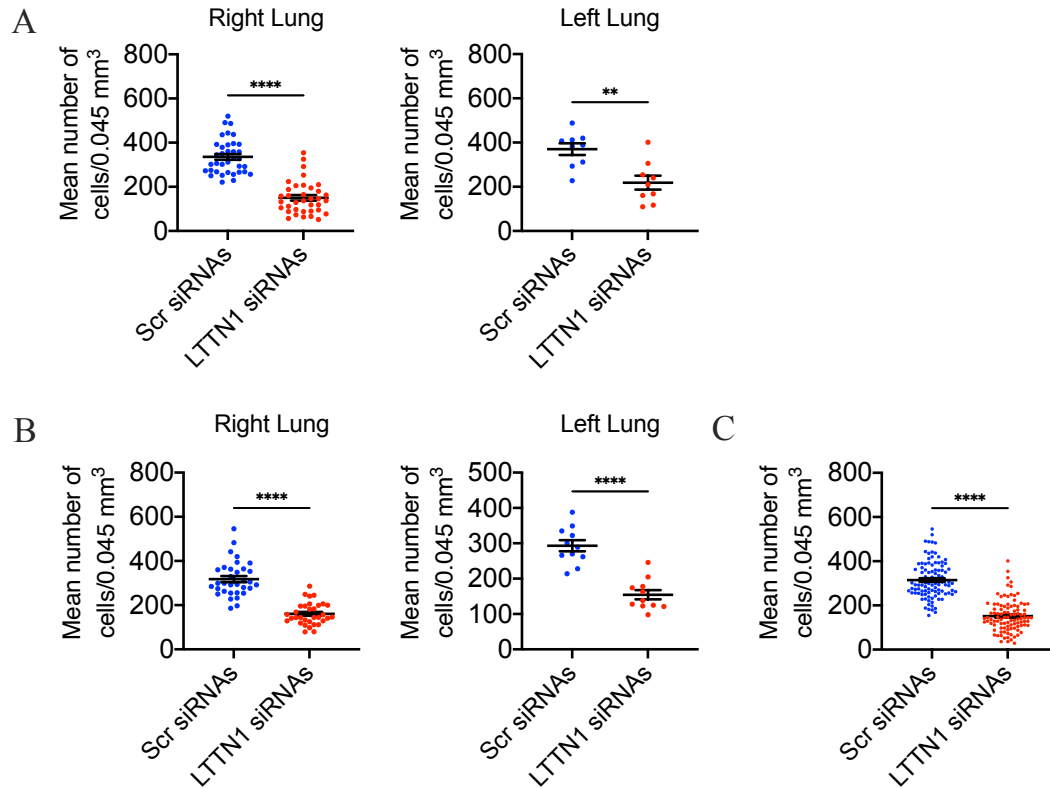 A
Right Lung
Mean number of
cells/0.045 mm³
800
600
400
200
0
****
Scr siRNAs
LTTN1 siRNAs
Left Lung
Mean number of
cells/0.045 mm³
800
600
400
200
0
**
Scr siRNAs
LTTN1 siRNAs
B
Right Lung
Mean number of
cells/0.045 mm³
800
600
400
200
0
****
Scr siRNAs
LTTN1 siRNAs
Left Lung
Mean number of
cells/0.045 mm³
500
400
300
200
100
0
****
Scr siRNAs
LTTN1 siRNAs
C
Mean number of
cells/0.045 mm³
800
600
400
200
0
****
Scr siRNAs
LTTN1 siRNAs